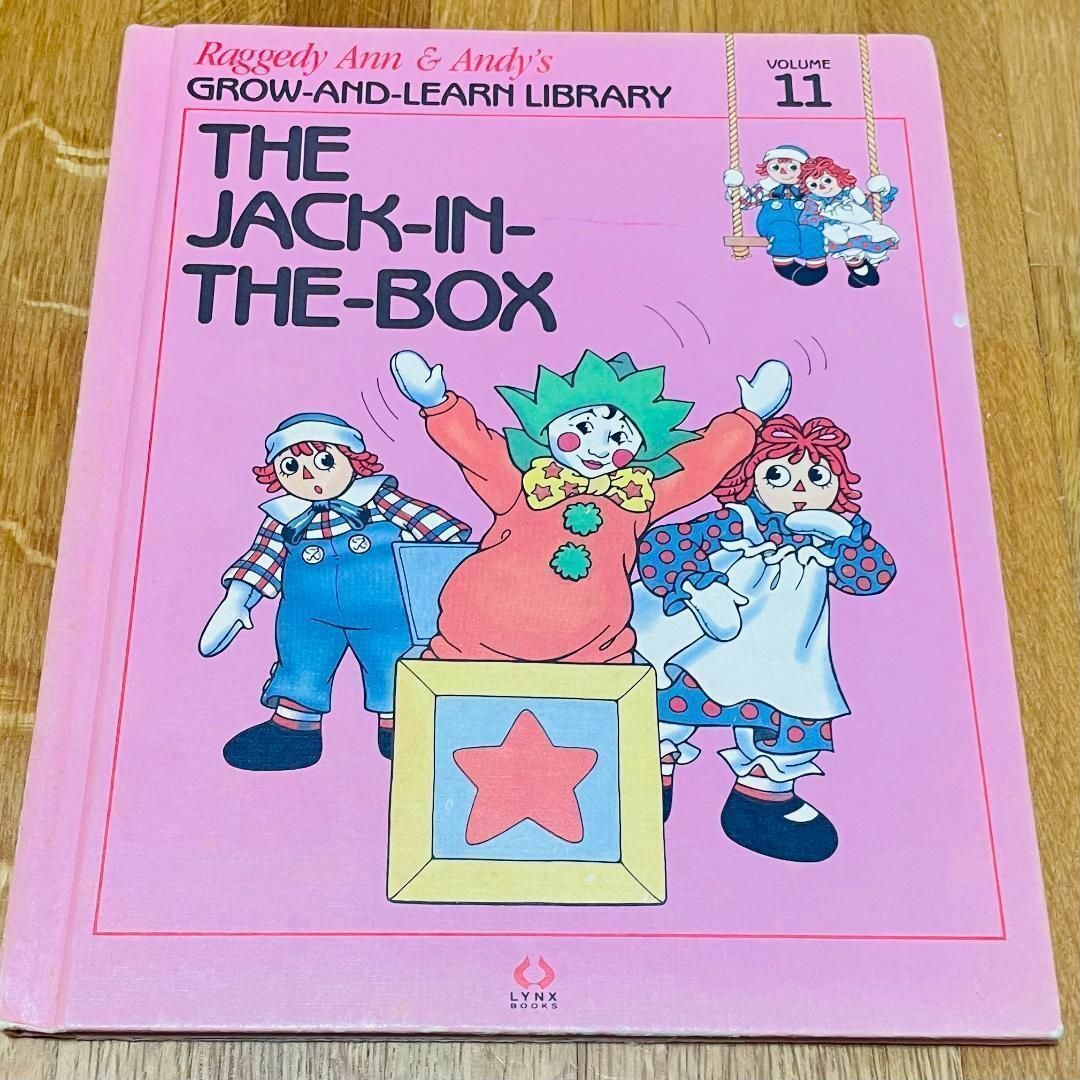 Raggedy Ann & Andy's
GROW-AND-LEARN LIBRARY
VOLUME
11
THE
JACK-IN-
THE-BOX
LYNX
BOOKS